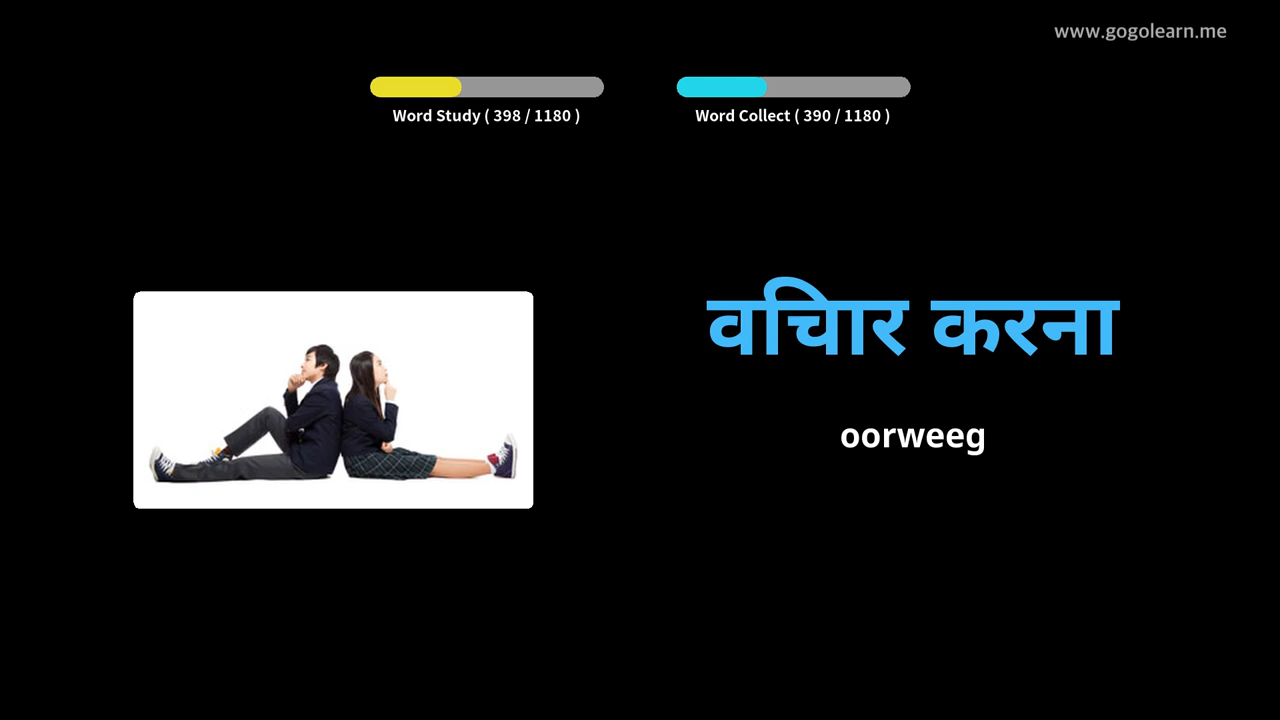 www.gogolearn.me
Word Study ( 398 / 1180 )
Word Collect ( 390 / 1180 )
वचिार करना
oorweeg